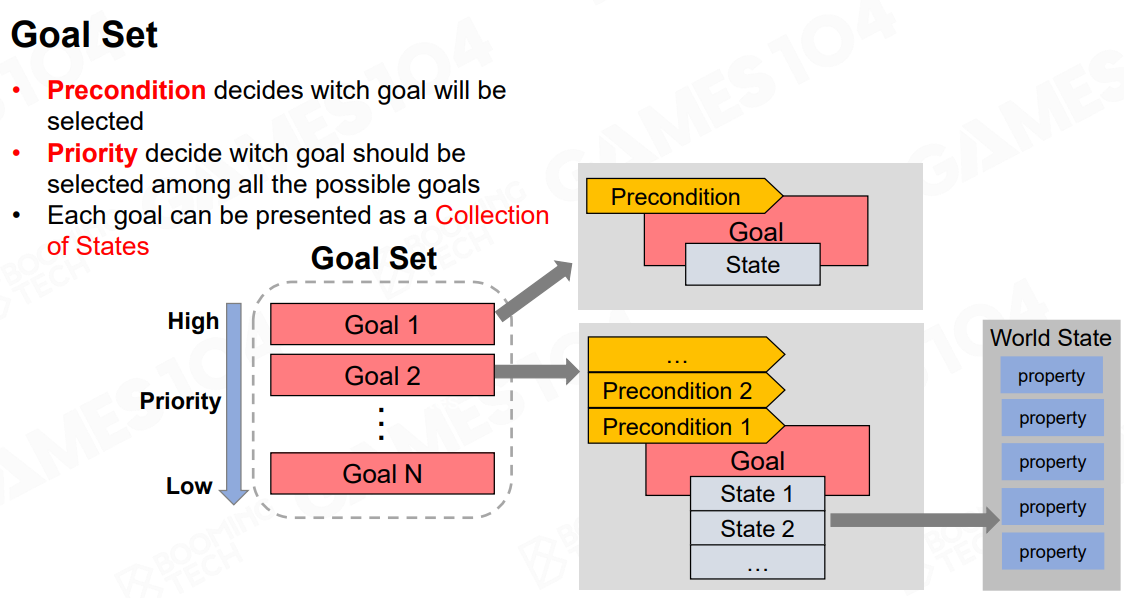 Goal Set
• Precondition decides witch goal will be
selected
• Priority decide witch goal should be
selected among all the possible goals
• Each goal can be presented as a Collection
of States
Goal Set
High
Priority
Low
Goal 1
Goal 2
⋮
Goal N
Precondition
Goal
State
...
Precondition 2
Precondition 1
Goal
State 1
State 2
...
World State
property
property
property
property
property
GAMES104
BOOMING
TECH